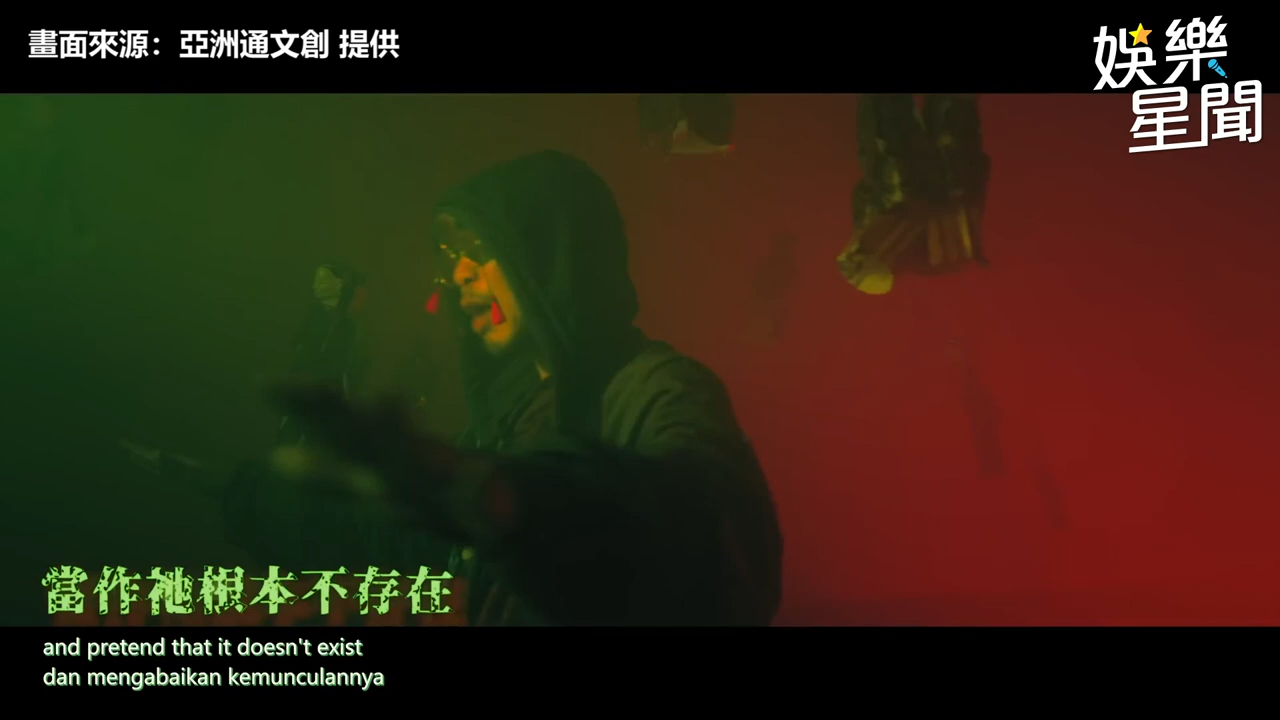 畫面來源：亞洲通文創 提供
娛樂
星聞
當作祂根本不存在
and pretend that it doesn't exist
dan mengabaikan kemunculannya